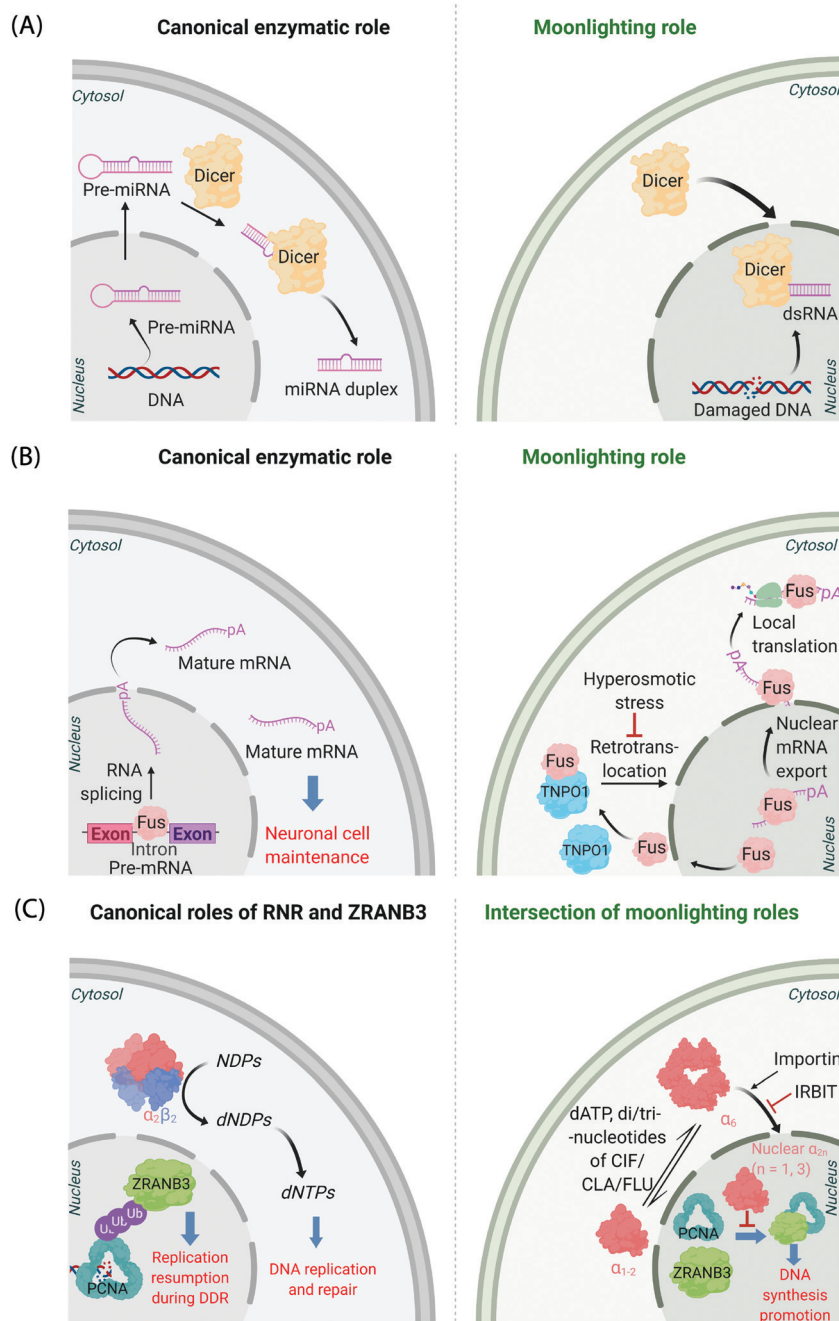 (A)
Canonical enzymatic role
Moonlighting role
Cytosol
Pre-miRNA
Dicer
Dicer
Pre-miRNA
DNA
miRNA duplex
Nucleus
Cytosol
Dicer
Dicer
dsRNA
Damaged DNA
Nucleus
(B)
Canonical enzymatic role
Moonlighting role
Cytosol
pA
Mature mRNA
pA
Nucleus
pA
Mature mRNA
RNA
splicing
Fus
Exon
Exon
Intron
Pre-mRNA
Neuronal cell
maintenance
Cytosol
Fus
pA
Local
translation
pA
Fus
Hyperosmotic
stress
Retrotrans-
location
Nuclear
mRNA
export
Fus
TNPO1
pA
Fus
TNPO1
Fus
Fus
Nucleus
(C)
Canonical roles of RNR and ZRANB3
Intersection of moonlighting roles
Cytosol
NDPs
α2β2
dNDPs
Nucleus
ZRANB3
dNTPs
Ub
Ub
Ub
PCNA
Replication
resumption
during DDR
DNA replication
and repair
Cytosol
Importin
IRBIT
α6
dATP, di/tri-
-nucleotides
of CIF/
CLA/FLU
Nuclear α2n
(n = 1, 3)
PCNA
α1-2
ZRANB3
DNA
synthesis
promotion
Nucleus